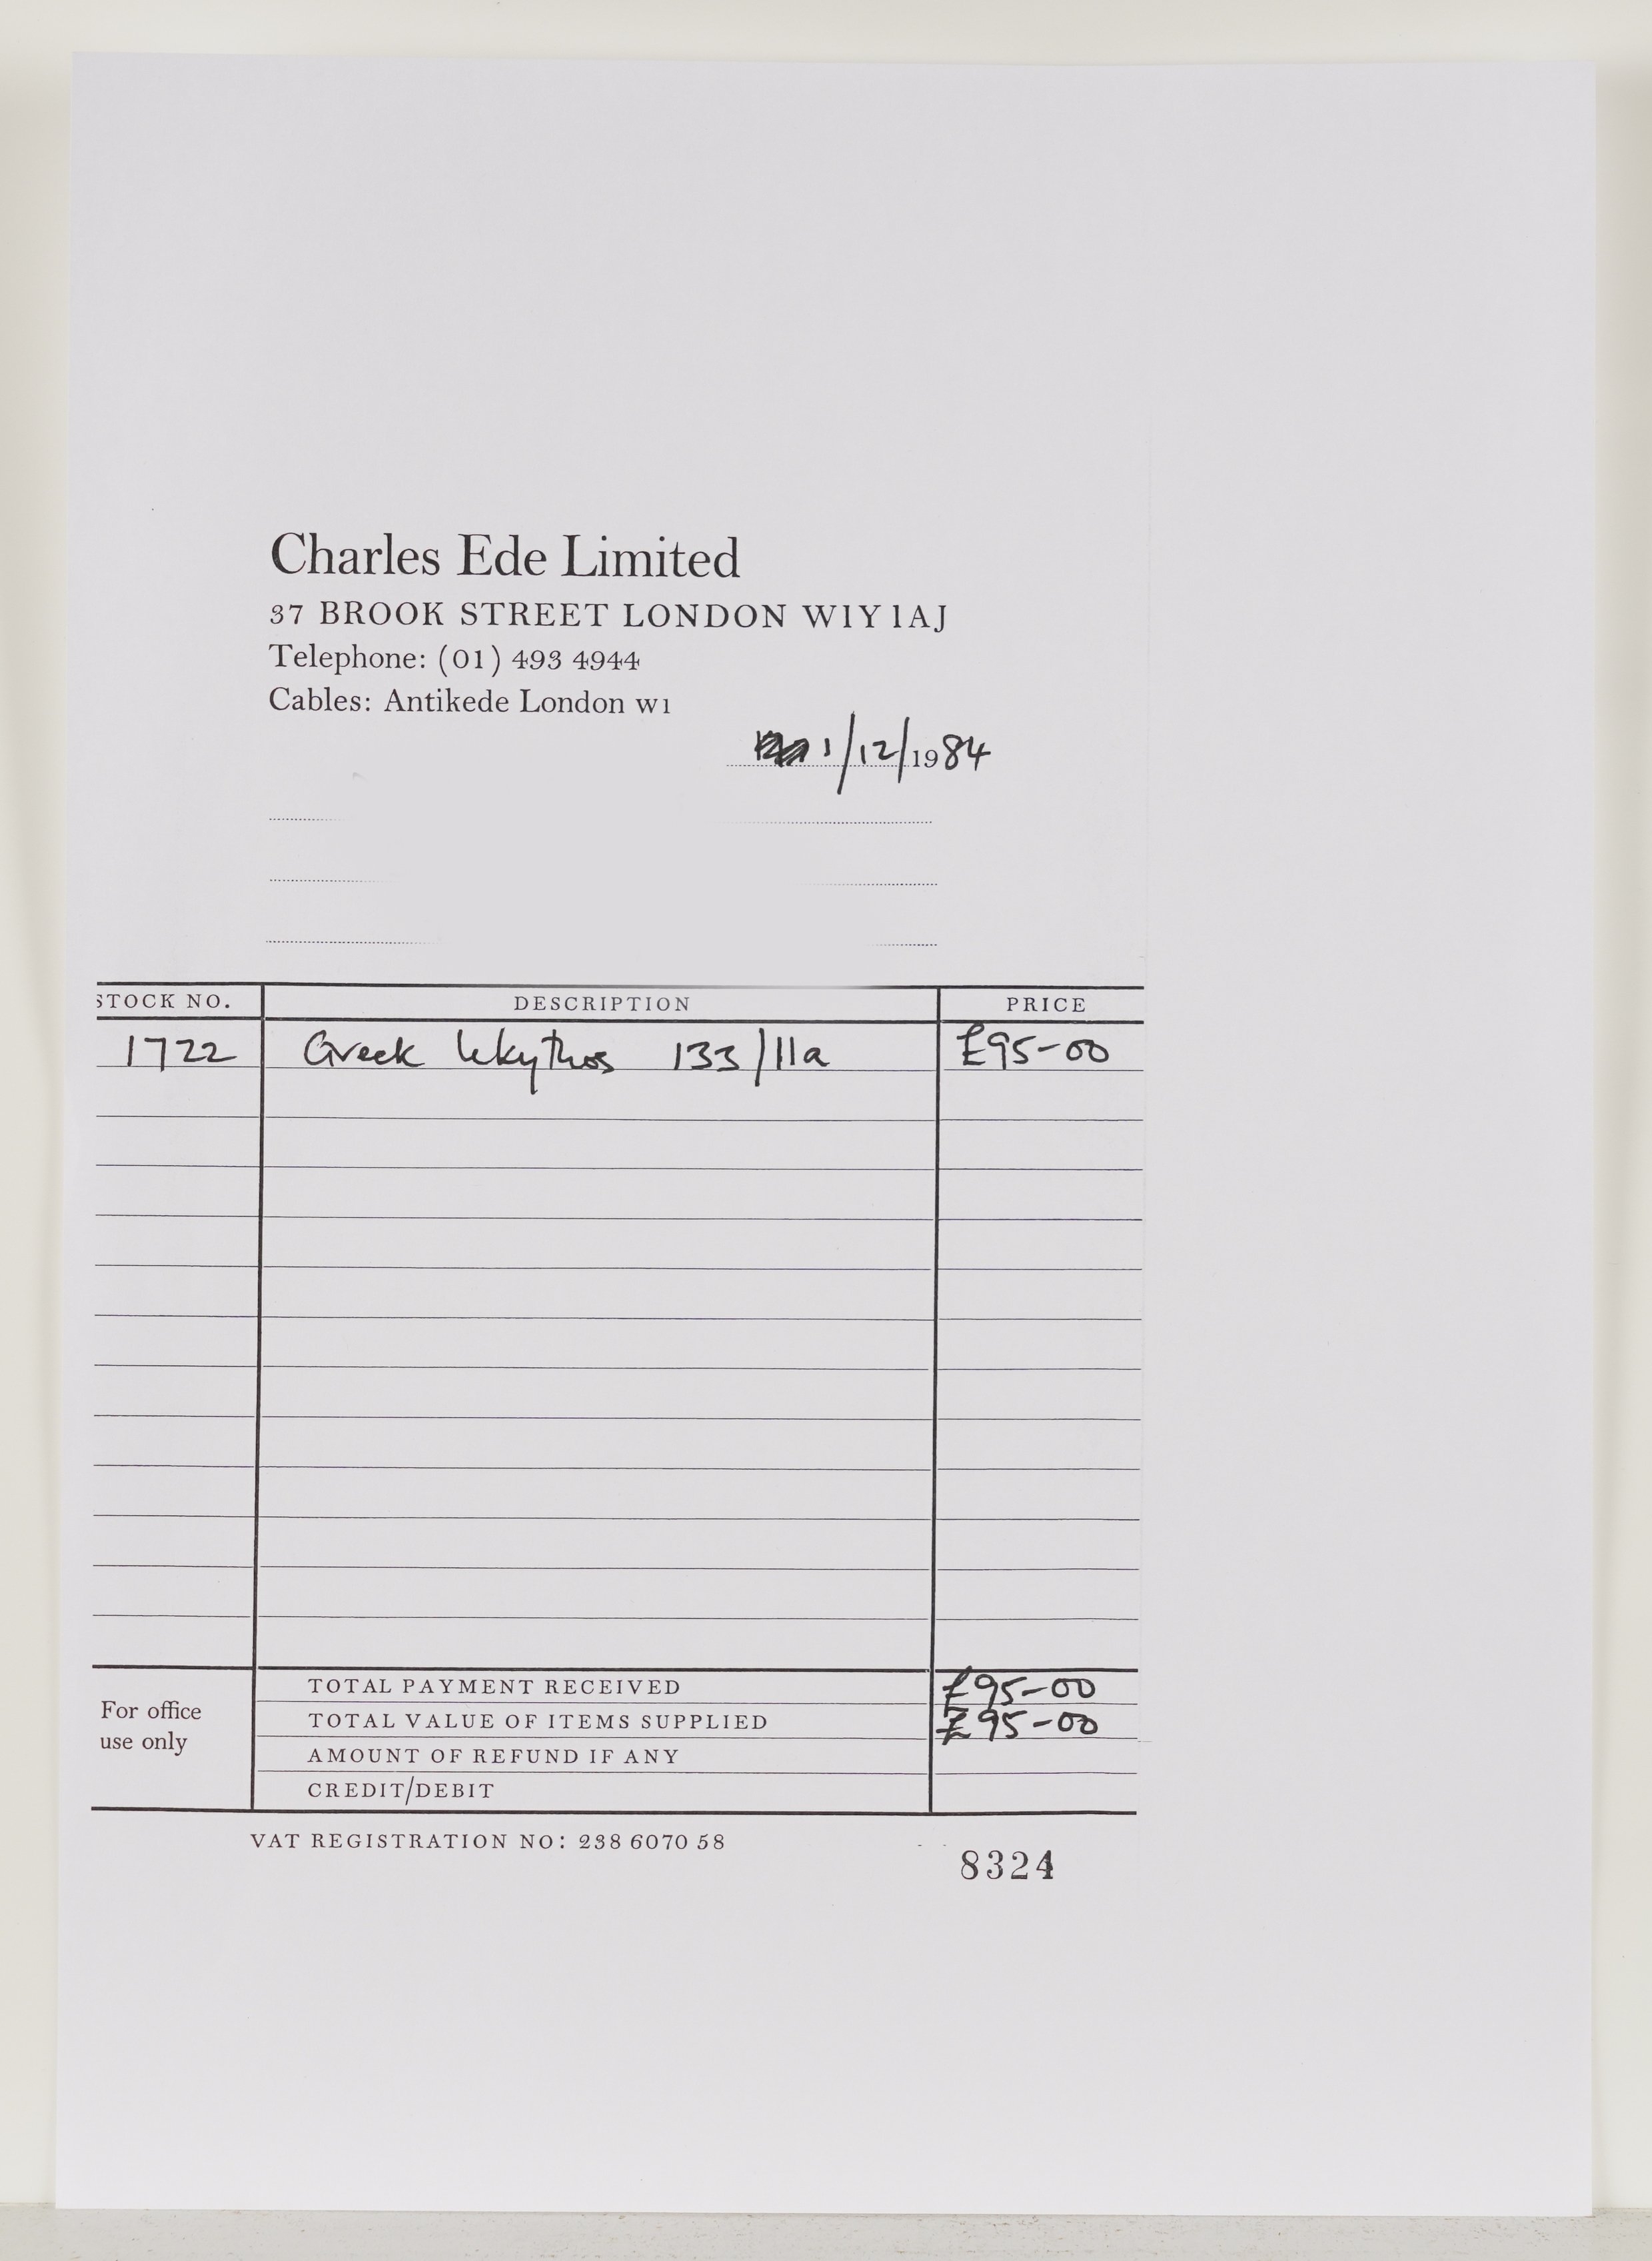 Charles Ede Limited
37 BROOK STREET LONDON W1Y 1AJ
Telephone: (01) 493 4944
Cables: Antikede London W1
1/12/1984
STOCK NO. DESCRIPTION PRICE
1722 Greek lekythos 133/11a £95-00
TOTAL PAYMENT RECEIVED £95-00
For office
use only
TOTAL VALUE OF ITEMS SUPPLIED £95-00
AMOUNT OF REFUND IF ANY
CREDIT/DEBIT
VAT REGISTRATION NO: 238 6070 58
8324